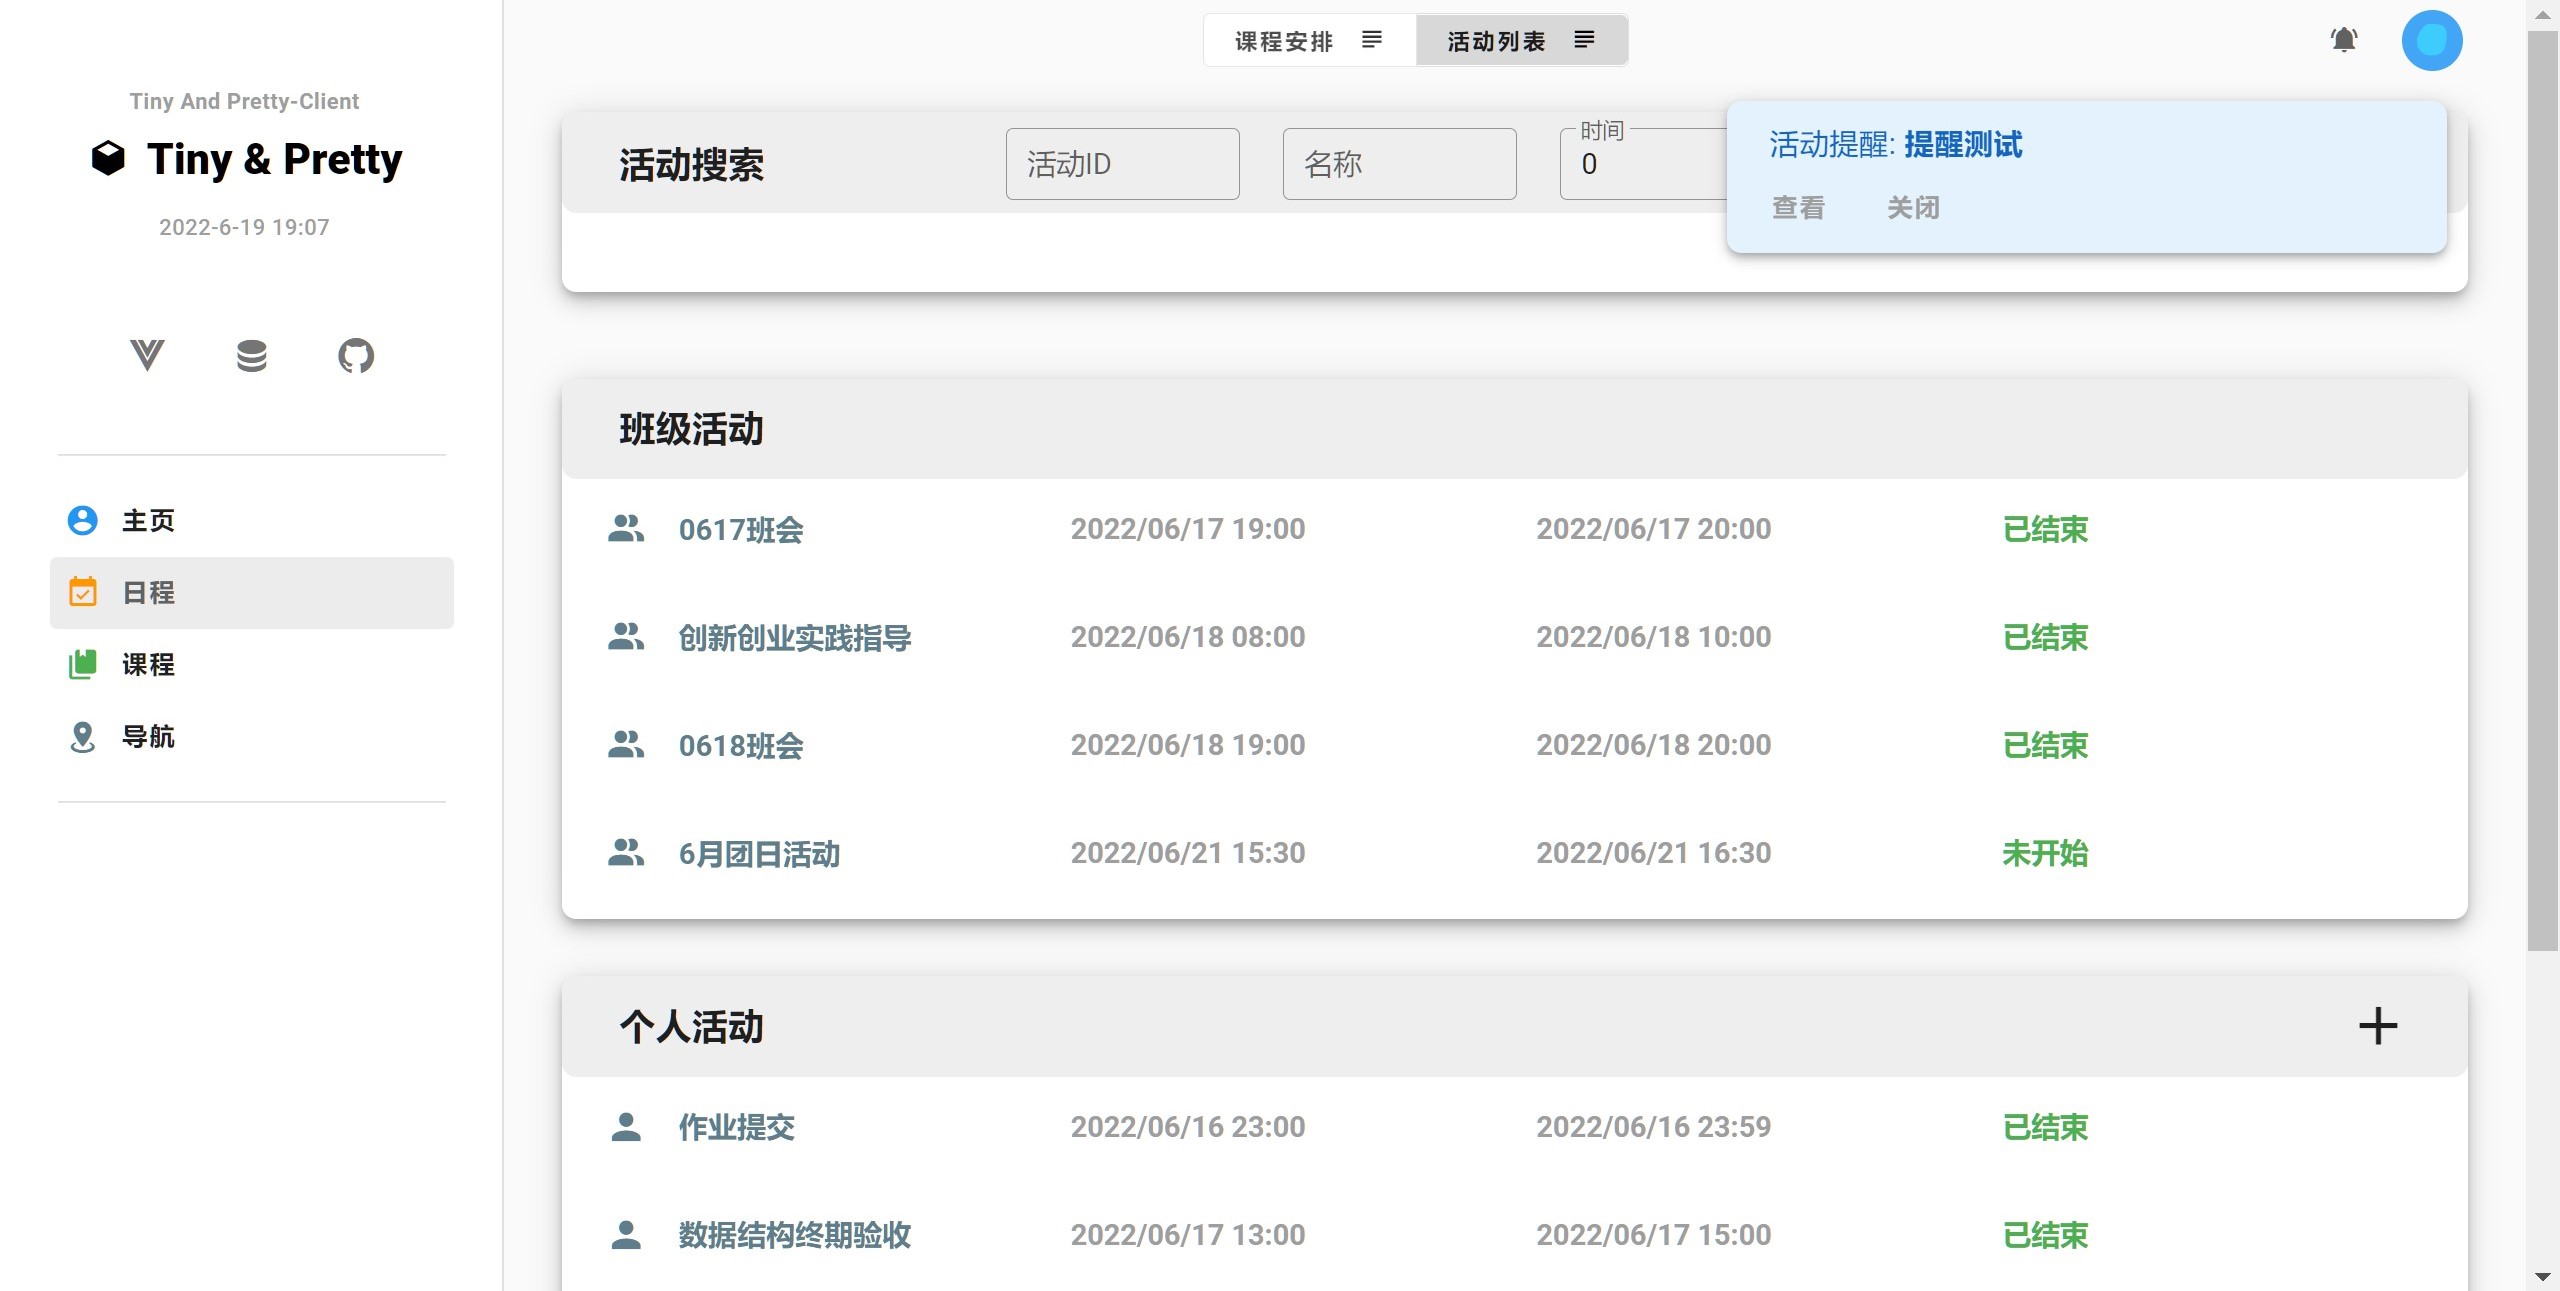 Tiny And Pretty-Client
Tiny & Pretty
2022-6-19 19:07
主页
日程
课程
导航
课程安排
活动列表
活动搜索
活动ID
名称
时间
0
活动提醒: 提醒测试
查看 关闭
班级活动
0617班会 2022/06/17 19:00 2022/06/17 20:00 已结束
创新创业实践指导 2022/06/18 08:00 2022/06/18 10:00 已结束
0618班会 2022/06/18 19:00 2022/06/18 20:00 已结束
6月团日活动 2022/06/21 15:30 2022/06/21 16:30 未开始
个人活动
作业提交 2022/06/16 23:00 2022/06/16 23:59 已结束
数据结构终期验收 2022/06/17 13:00 2022/06/17 15:00 已结束